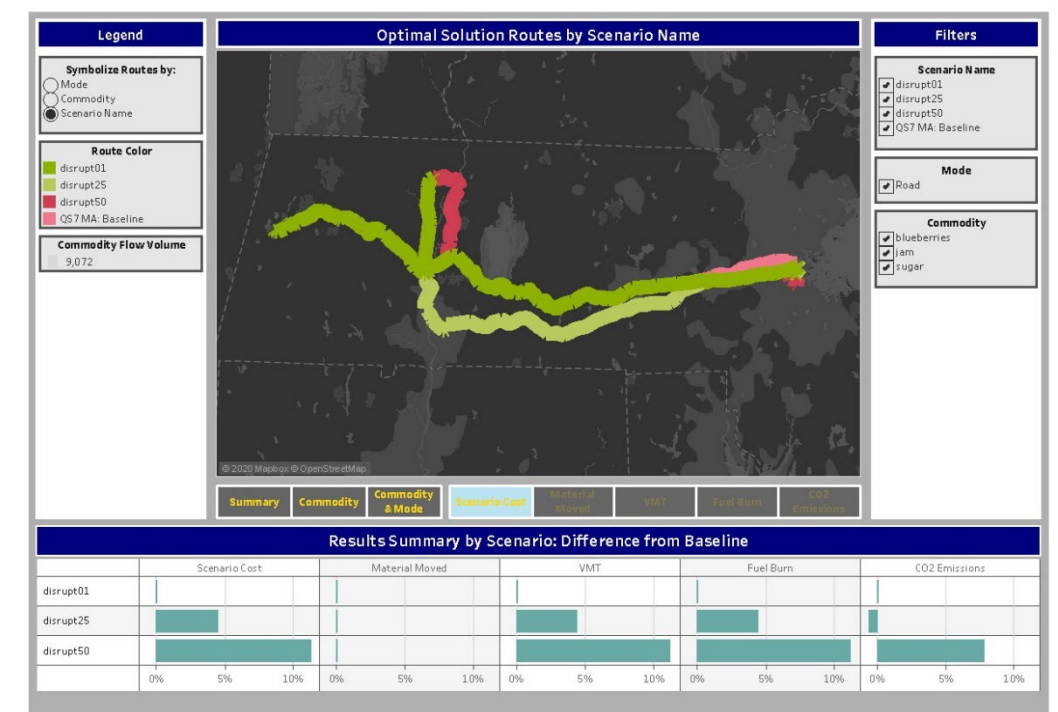 Legend
Optimal Solution Routes by Scenario Name
Filters
Symbolize Routes by:
Mode
Commodity
Scenario Name
Route Color
disrupt01
disrupt25
disrupt50
QS7 MA: Baseline
Commodity Flow Volume
9,072
© 2020 Mapbox © OpenStreetMap
Scenario Name
disrupt01
disrupt25
disrupt50
QS7 MA: Baseline
Mode
Road
Commodity
blueberries
jam
sugar
Summary
Commodity
Commodity
& Mode
Scenario Cost
Material
Moved
VMT
Fuel Burn
CO2
Emissions
Results Summary by Scenario: Difference from Baseline
Scenario Cost Material Moved VMT Fuel Burn CO2 Emissions
disrupt01
disrupt25
disrupt50
0% 5% 10% 0% 5% 10% 0% 5% 10% 0% 5% 10% 0% 5% 10%